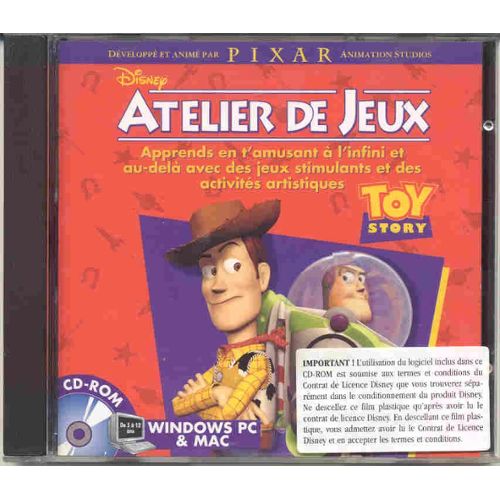 DÉVELOPPÉ ET ANIMÉ PAR PIXAR ANIMATION STUDIOS
Disney
ATELIER DE JEUX
Apprends en t'amusant à l'infini et
au-delà avec des jeux stimulants et des
activités artistiques
TOY
STORY
CD-ROM
De 5 à 12
ans
WINDOWS PC
& MAC
IMPORTANT ! L'utilisation du logiciel inclus dans ce
CD-ROM est soumise aux termes et conditions du
Contrat de Licence Disney que vous trouverez sépa-
rément dans le conditionnement du produit Disney.
Ne descellez ce film plastique qu'après avoir lu le
contrat de licence Disney. En descellant ce film plas-
tique, vous admettez avoir lu le Contrat de Licence
Disney et en accepter les termes et conditions.